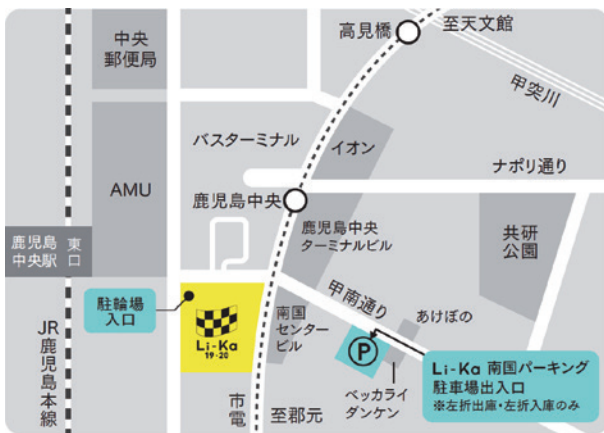 高見橋
至天文館
中央
郵便局
甲突川
バスターミナル
イオン
ナポリ通り
AMU
鹿児島中央
鹿児島
中央駅
東口
鹿児島中央
ターミナルビル
共研
公園
駐輪場
入口
Li-Ka
19・20
南国
センター
ビル
甲南通り
あけぼの
P
Li-Ka 南国パーキング
駐車場出入口
※左折出庫・左折入庫のみ
ベッカライ
ダンケン
JR鹿児島本線
市電
至郡元